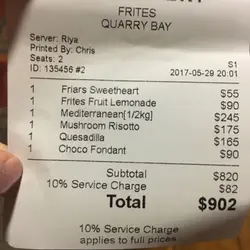 FRITES
QUARRY BAY
Server: Riya
Printed By: Chris
Seats: 2 S1
ID: 135456 #2 2017-05-29 20:01
1 Friars Sweetheart $55
1 Frites Fruit Lemonade $90
1 Mediterranean[1/2kg] $245
1 Mushroom Risotto $175
1 Quesadilla $165
1 Choco Fondant $90
Subtotal $820
10% Service Charge $82
Total $902
10% Service Charge
applies to full prices